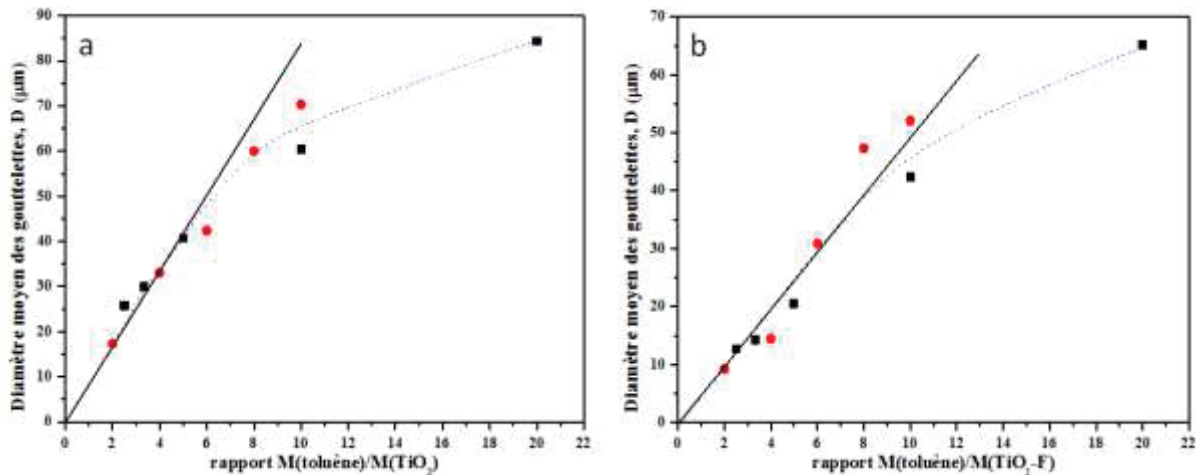 a
Diamètre moyen des gouttelettes, D (µm)
90
80
70
60
50
40
30
20
10
0
0 2 4 6 8 10 12 14 16 18 20 22
rapport M(toluène)/M(TiO₂)
b
Diamètre moyen des gouttelettes, D (µm)
70
60
50
40
30
20
10
0
0 2 4 6 8 10 12 14 16 18 20 22
rapport M(toluène)/M(TiO₂-F)